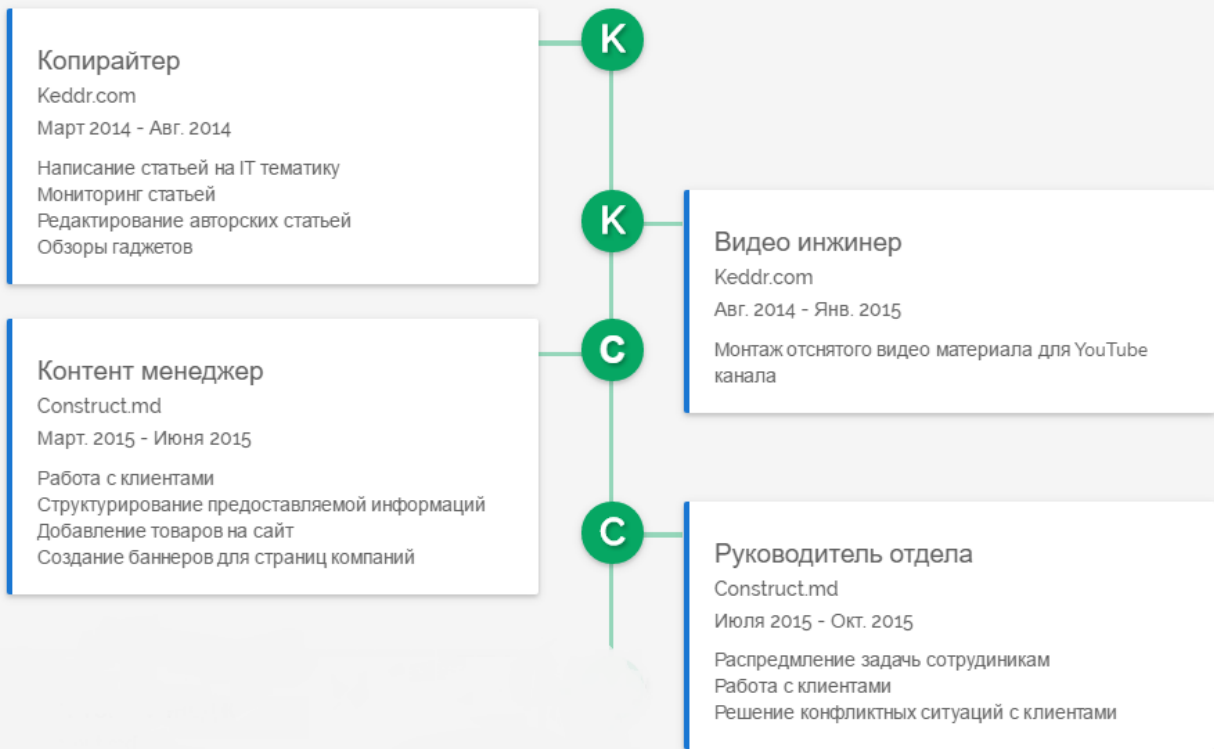 K
Копирайтер
Keddr.com
Март 2014 - Авг. 2014
Написание статьей на IT тематику
Мониторинг статьей
Редактирование авторских статьей
Обзоры гаджетов
K
Видео инжинер
Keddr.com
Авг. 2014 - Янв. 2015
Монтаж отснятого видео материала для YouTube
канала
C
Контент менеджер
Construct.md
Март. 2015 - Июня 2015
Работа с клиентами
Структурирование предоставляемой информаций
Добавление товаров на сайт
Создание баннеров для страниц компаний
C
Руководитель отдела
Construct.md
Июля 2015 - Окт. 2015
Распредмление задачь сотрудиникам
Работа с клиентами
Решение конфликтных ситуаций с клиентами